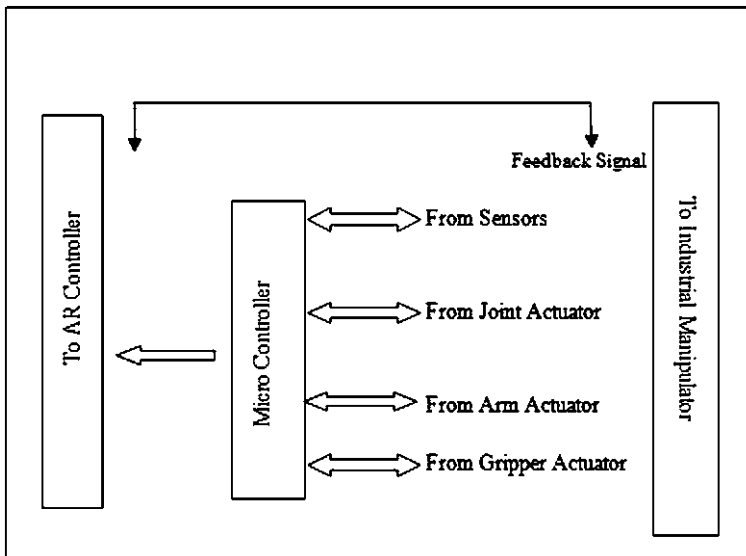 To AR Controller
Micro Controller
Feedback Signal
From Sensors
From Joint Actuator
From Arm Actuator
From Gripper Actuator
To Industrial Manipulator